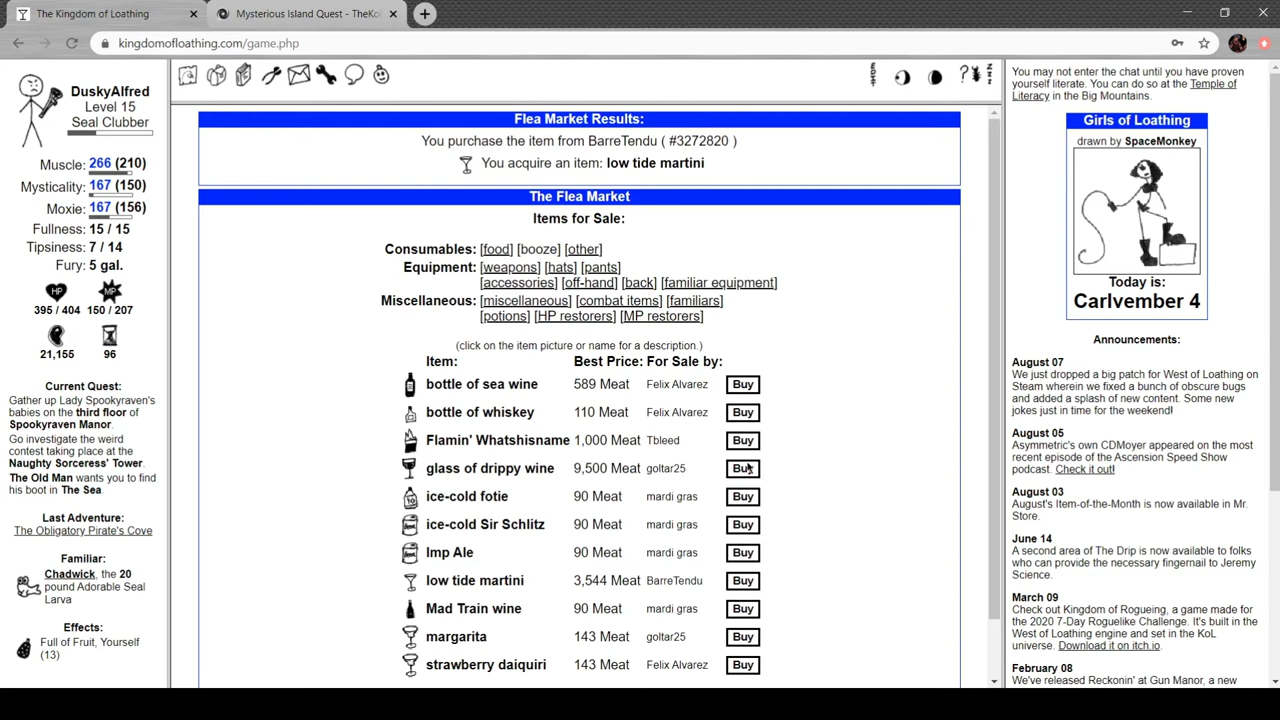 The Kingdom of Loathing
Mysterious Island Quest - TheKol
kingdomofloathing.com/game.php
DuskyAlfred
Level 15
Seal Clubber
Muscle: 266 (210)
Mysticality: 167 (150)
Moxie: 167 (156)
Fullness: 15 / 15
Tipsiness: 7 / 14
Fury: 5 gal.
HP MP
395 / 404 150 / 207
21,155 96
Current Quest:
Gather up Lady Spookyraven's
babies on the third floor of
Spookyraven Manor.
Go investigate the weird
contest taking place at the
Naughty Sorceress' Tower.
The Old Man wants you to find
his boot in The Sea.
Last Adventure:
The Obligatory Pirate's Cove
Familiar:
Chadwick, the 20
pound Adorable Seal
Larva
Effects:
Full of Fruit, Yourself
(13)
Flea Market Results:
You purchase the item from BarreTendu ( #3272820 )
You acquire an item: low tide martini
The Flea Market
Items for Sale:
Consumables: [food] [booze] [other]
Equipment: [weapons] [hats] [pants]
[accessories] [off-hand] [back] [familiar equipment]
Miscellaneous: [miscellaneous] [combat items] [familiars]
[potions] [HP restorers] [MP restorers]
(click on the item picture or name for a description.)
Item: Best Price: For Sale by:
bottle of sea wine 589 Meat Felix Alvarez Buy
bottle of whiskey 110 Meat Felix Alvarez Buy
Flamin' Whatshisname 1,000 Meat Tbleed Buy
glass of drippy wine 9,500 Meat goltar25 Buy
ice-cold fotie 90 Meat mardi gras Buy
ice-cold Sir Schlitz 90 Meat mardi gras Buy
Imp Ale 90 Meat mardi gras Buy
low tide martini 3,544 Meat BarreTendu Buy
Mad Train wine 90 Meat mardi gras Buy
margarita 143 Meat goltar25 Buy
strawberry daiquiri 143 Meat Felix Alvarez Buy
You may not enter the chat until you have proven
yourself literate. You can do so at the Temple of
Literacy in the Big Mountains.
Girls of Loathing
drawn by SpaceMonkey
Today is:
Carlvember 4
Announcements:
August 07
We just dropped a big patch for West of Loathing on
Steam wherein we fixed a bunch of obscure bugs
and added a splash of new content. Some new
jokes just in time for the weekend!
August 05
Asymmetric's own CDMoyer appeared on the most
recent episode of the Ascension Speed Show
podcast. Check it out!
August 03
August's Item-of-the-Month is now available in Mr.
Store.
June 14
A second area of The Drip is now available to folks
who can provide the necessary fingernail to Jeremy
Science.
March 09
Check out Kingdom of Rogueing, a game made for
the 2020 7-Day Roguelike Challenge. It's built in the
West of Loathing engine and set in the KoL
universe. Download it on itch.io.
February 08
We've released Reckonin' at Gun Manor, a new